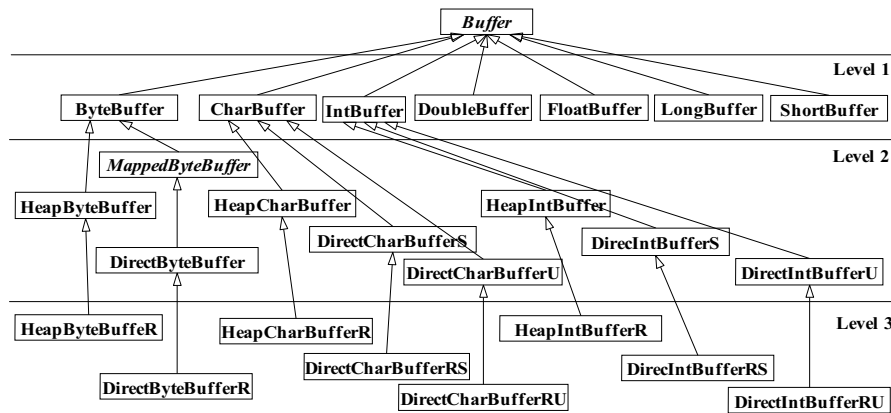 Buffer
Level 1
ByteBuffer
CharBuffer
IntBuffer
DoubleBuffer
FloatBuffer
LongBuffer
ShortBuffer
Level 2
MappedByteBuffer
HeapByteBuffer
HeapCharBuffer
HeapIntBuffer
DirectCharBufferS
DirecIntBufferS
DirectByteBuffer
DirectCharBufferU
DirectIntBufferU
Level 3
HeapByteBuffeR
HeapCharBufferR
HeapIntBufferR
DirectCharBufferRS
DirecIntBufferRS
DirectByteBufferR
DirectCharBufferRU
DirectIntBufferRU